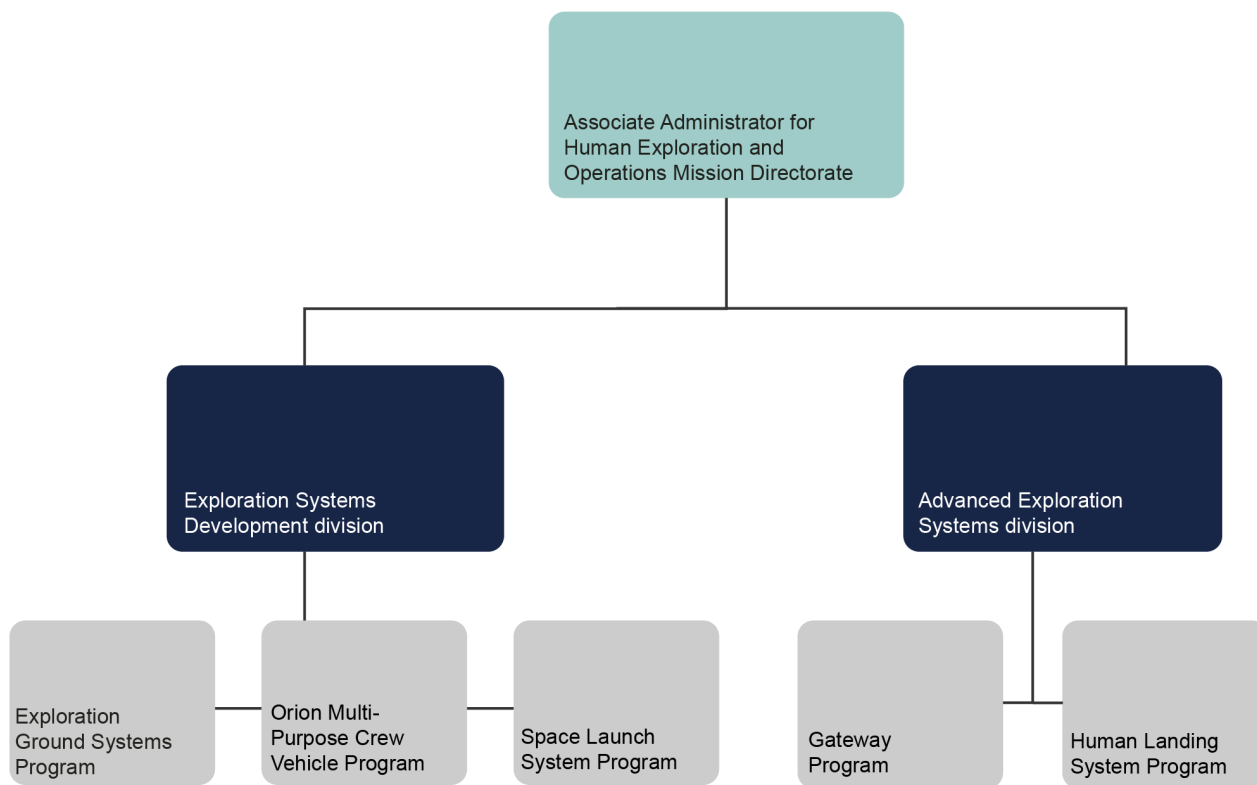 Associate Administrator for
Human Exploration and
Operations Mission Directorate
Exploration Systems
Development division
Advanced Exploration
Systems division
Exploration
Ground Systems
Program
Orion Multi-
Purpose Crew
Vehicle Program
Space Launch
System Program
Gateway
Program
Human Landing
System Program